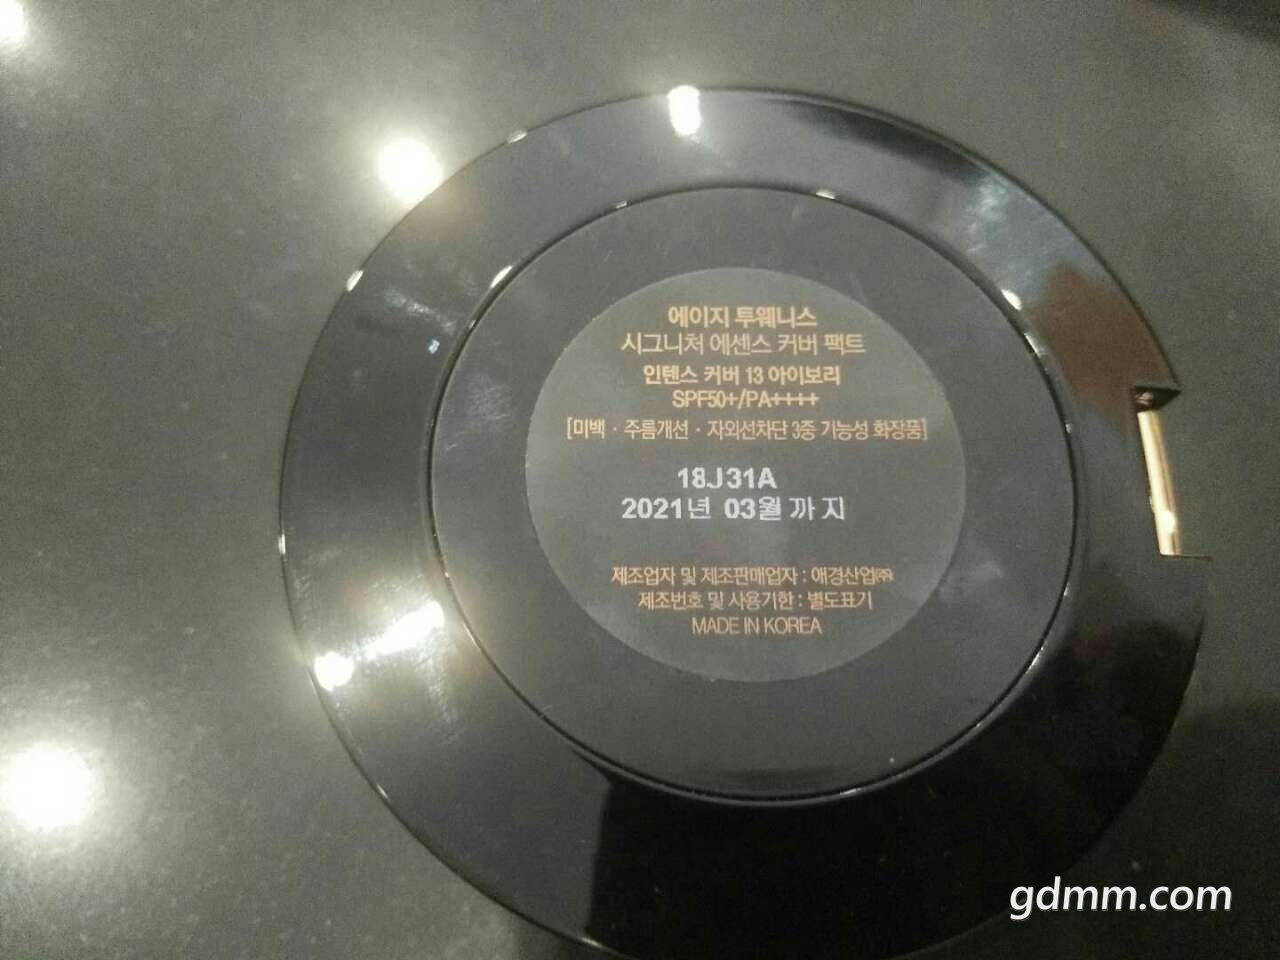 에이지 투웨니스
시그니처 에센스 커버 팩트
인텐스 커버 13 아이보리
SPF50+/PA++++
[미백 · 주름개선 · 자외선차단 3중 기능성 화장품]
18J31A
2021년 03월 까지
제조업자 및 제조판매업자 : 애경산업㈜
제조번호 및 사용기한 : 별도표기
MADE IN KOREA
gdmm.com